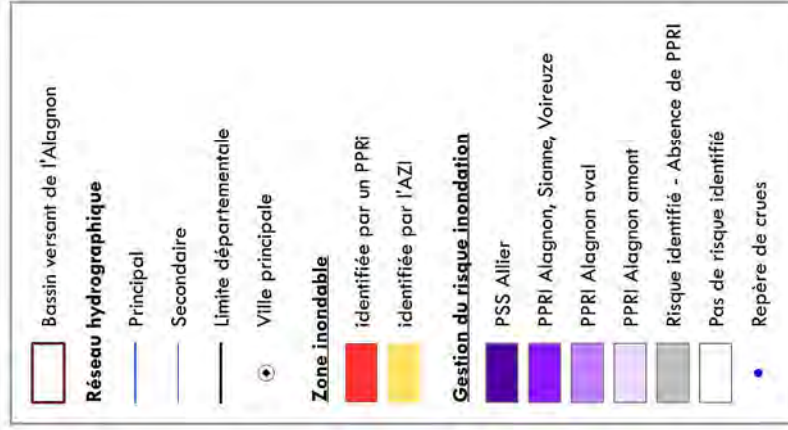 Bassin versant de l'Alagnon
Réseau hydrographique
Principal
Secondaire
Limite départementale
Ville principale
Zone inondable
identifiée par un PPRi
identifiée par l'AZI
Gestion du risque inondation
PSS Allier
PPRI Alagnon, Sianne, Voireuze
PPRI Alagnon aval
PPRI Alagnon amont
Risque identifié - Absence de PPRI
Pas de risque identifié
Repère de crues